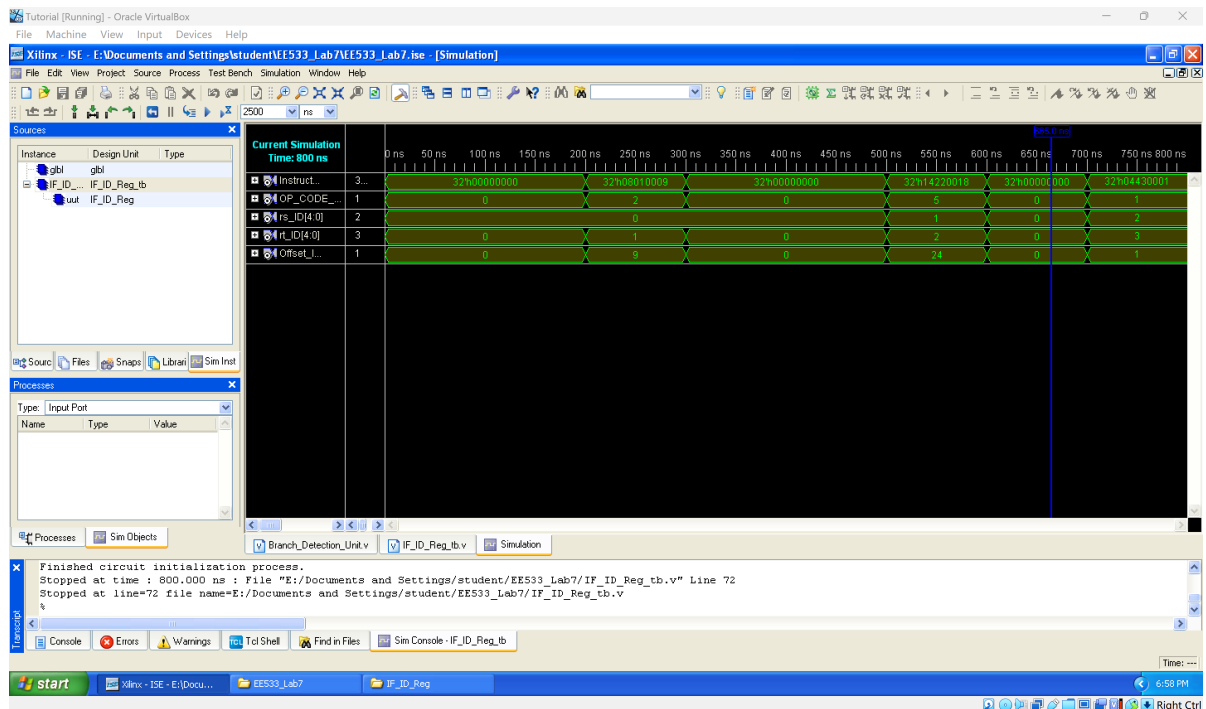 Tutorial [Running] - Oracle VirtualBox
File Machine View Input Devices Help
Xilinx - ISE - E:\Documents and Settings\student\EE533_Lab7\EE533_Lab7.ise - [Simulation]
File Edit View Project Source Process Test Bench Simulation Window Help
2500 ns
Sources
Instance Design Unit Type
glbl glbl
IF_ID_... IF_ID_Reg_tb
uut IF_ID_Reg
Sourc Files Snaps Librari Sim Inst
Processes
Type: Input Port
Name Type Value
Processes Sim Objects
Current Simulation
Time: 800 ns
665.0 ns
0 ns 50 ns 100 ns 150 ns 200 ns 250 ns 300 ns 350 ns 400 ns 450 ns 500 ns 550 ns 600 ns 650 ns 700 ns 750 ns 800 ns
Instruct... 3... 32'h00000000 32'h08010009 32'h00000000 32'h14220018 32'h00000000 32'h04430001
OP_CODE_... 1 0 2 0 5 0 1
rs_ID[4:0] 2 0 1 0 2
rt_ID[4:0] 3 0 1 0 2 0 3
Offset_I... 1 0 9 0 24 0 1
Branch_Detection_Unit.v IF_ID_Reg_tb.v Simulation
Finished circuit initialization process.
Stopped at time : 800.000 ns : File "E:/Documents and Settings/student/EE533_Lab7/IF_ID_Reg_tb.v" Line 72
Stopped at line=72 file name=E:/Documents and Settings/student/EE533_Lab7/IF_ID_Reg_tb.v
%
Transcript
Console Errors Warnings TCL Tcl Shell Find in Files Sim Console - IF_ID_Reg_tb
Time: ---
start Xilinx - ISE - E:\Docu... EE533_Lab7 IF_ID_Reg 6:58 PM
Right Ctrl